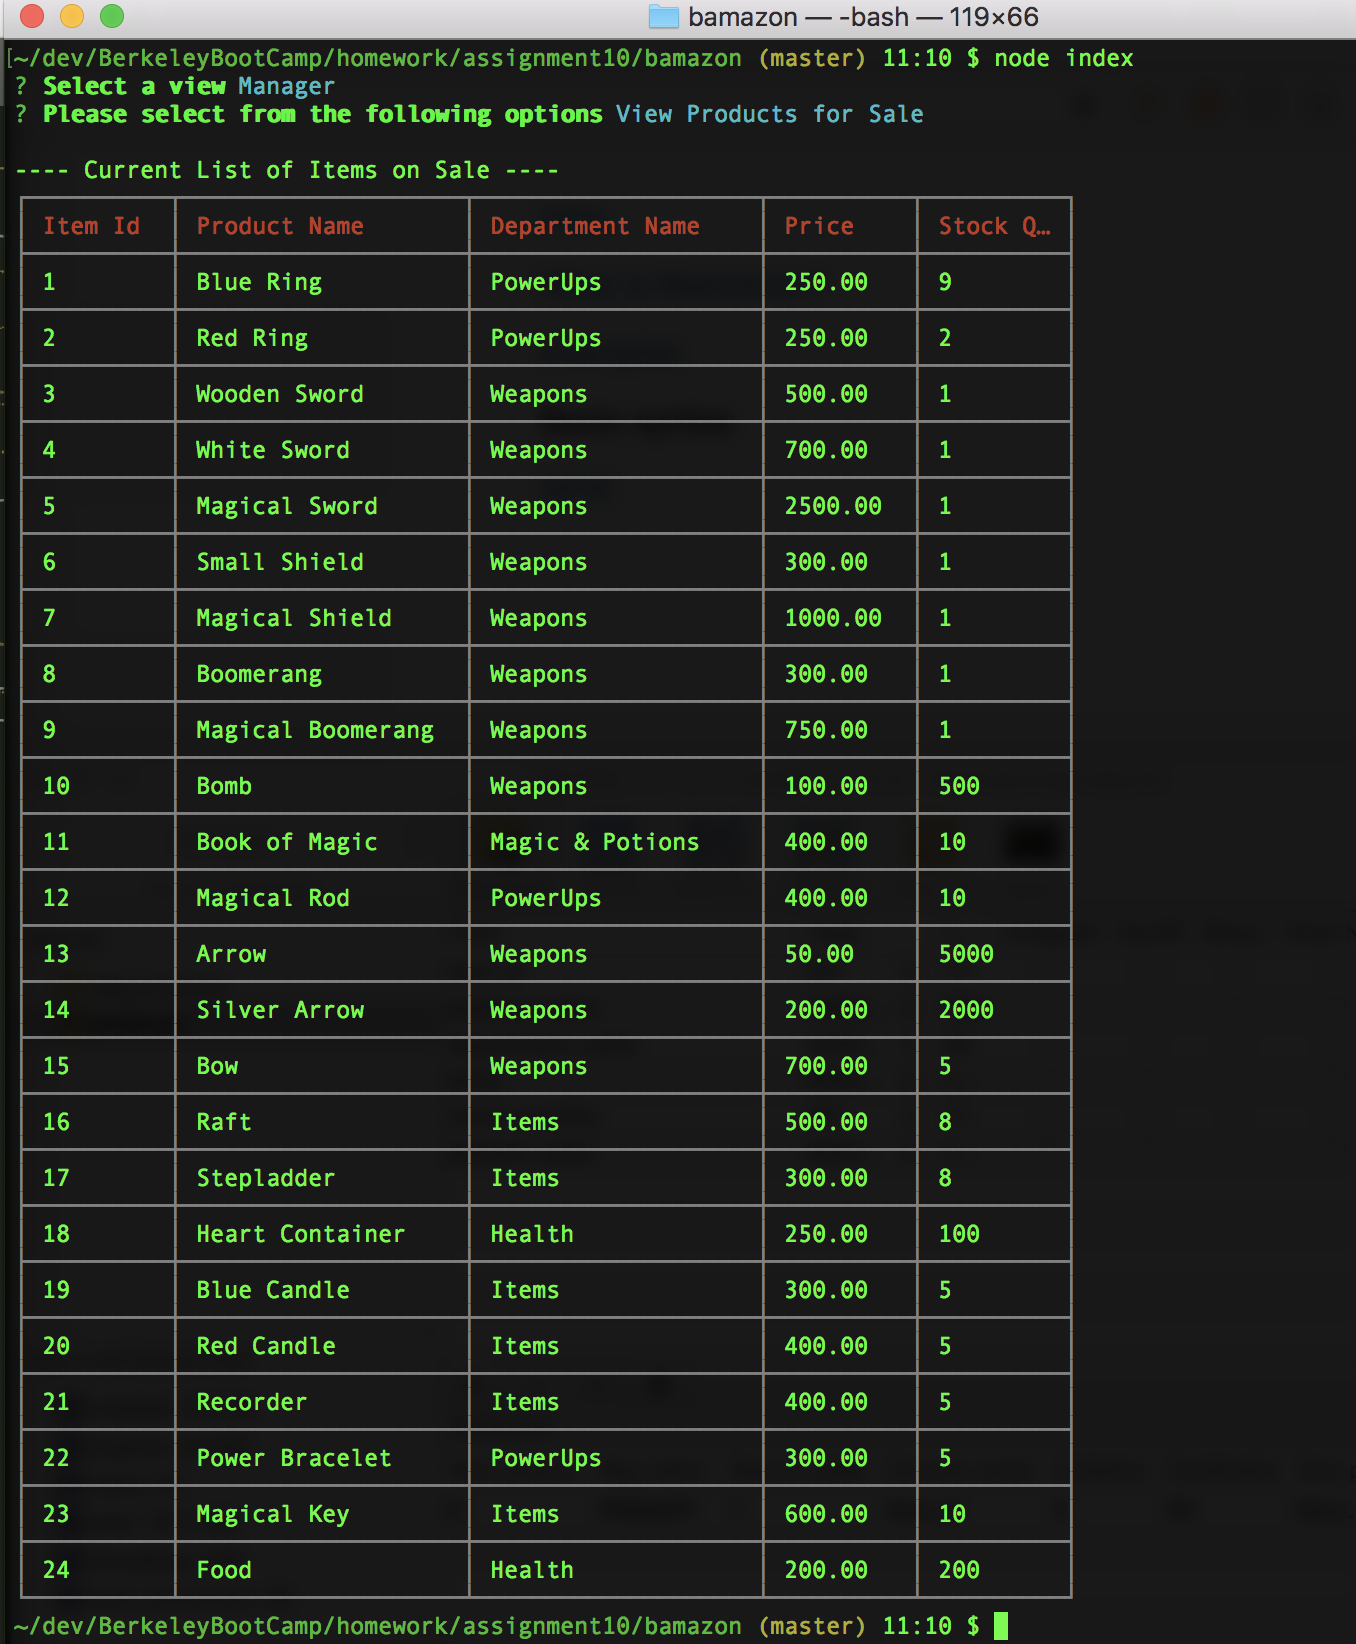 bamazon — -bash — 119×66
[~/dev/BerkeleyBootCamp/homework/assignment10/bamazon (master) 11:10 $ node index
? Select a view Manager
? Please select from the following options View Products for Sale
---- Current List of Items on Sale ----
Item Id Product Name Department Name Price Stock Q…
1 Blue Ring PowerUps 250.00 9
2 Red Ring PowerUps 250.00 2
3 Wooden Sword Weapons 500.00 1
4 White Sword Weapons 700.00 1
5 Magical Sword Weapons 2500.00 1
6 Small Shield Weapons 300.00 1
7 Magical Shield Weapons 1000.00 1
8 Boomerang Weapons 300.00 1
9 Magical Boomerang Weapons 750.00 1
10 Bomb Weapons 100.00 500
11 Book of Magic Magic & Potions 400.00 10
12 Magical Rod PowerUps 400.00 10
13 Arrow Weapons 50.00 5000
14 Silver Arrow Weapons 200.00 2000
15 Bow Weapons 700.00 5
16 Raft Items 500.00 8
17 Stepladder Items 300.00 8
18 Heart Container Health 250.00 100
19 Blue Candle Items 300.00 5
20 Red Candle Items 400.00 5
21 Recorder Items 400.00 5
22 Power Bracelet PowerUps 300.00 5
23 Magical Key Items 600.00 10
24 Food Health 200.00 200
~/dev/BerkeleyBootCamp/homework/assignment10/bamazon (master) 11:10 $